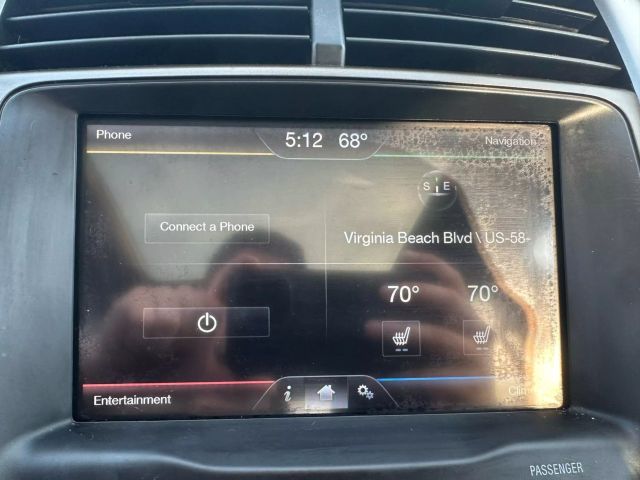 Phone
5:12 68°
Navigation
S E
Connect a Phone
Virginia Beach Blvd \ US-58-
70° 70°
Entertainment
i
PASSENGER